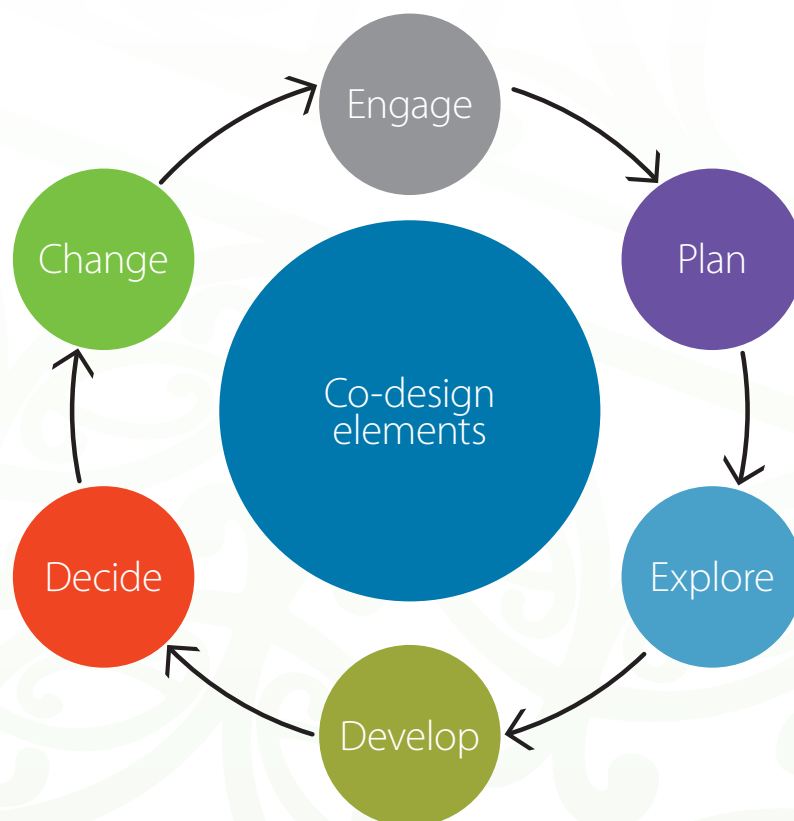 Engage
Plan
Explore
Develop
Decide
Change
Co-design
elements